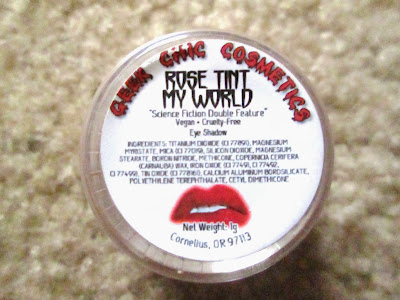 GEEK CHIC COSMETICS
ROSE TINT
MY WORLD
"Science Fiction Double Feature"
Vegan • Cruelty-Free
Eye Shadow
INGREDIENTS: TITANIUM DIOXIDE (CI 77891), MAGNESIUM
MYRISTATE, MICA (CI 77019), SILICON DIOXIDE, MAGNESIUM
STEARATE, BORON NITRIDE, METHICONE, COPERNICA CERIFERA
(CARNAUBA) WAX, IRON OXIDE (CI 77491, CI 77492,
CI 77499), TIN OXIDE (CI 77861), CALCIUM ALUMINUM BOROSILICATE,
POLYETHYLENE TEREPHTHALATE, CETYL DIMETHICONE
Net Weight: 1g
Cornelius, OR 97113